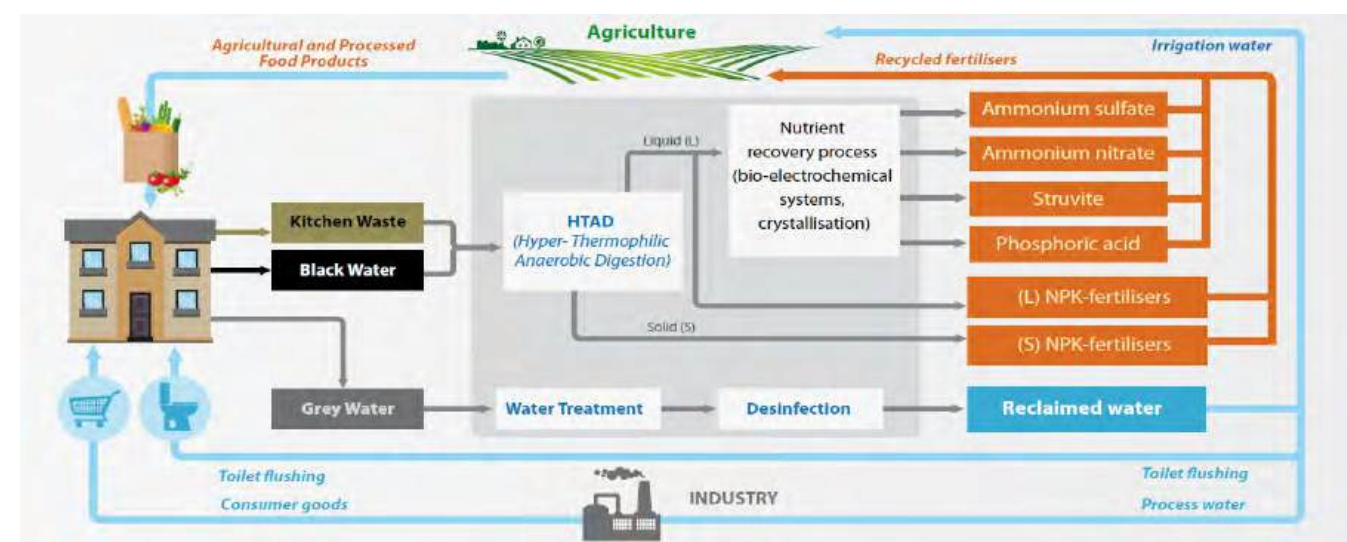 Agriculture
Agricultural and Processed
Food Products
Irrigation water
Recycled fertilisers
Kitchen Waste
Black Water
Grey Water
HTAD
(Hyper- Thermophilic
Anaerobic Digestion)
Liquid (L)
Solid (S)
Nutrient
recovery process
(bio-electrochemical
systems,
crystallisation)
Ammonium sulfate
Ammonium nitrate
Struvite
Phosphoric acid
(L) NPK-fertilisers
(S) NPK-fertilisers
Water Treatment
Desinfection
Reclaimed water
Toilet flushing
Consumer goods
INDUSTRY
Toilet flushing
Process water